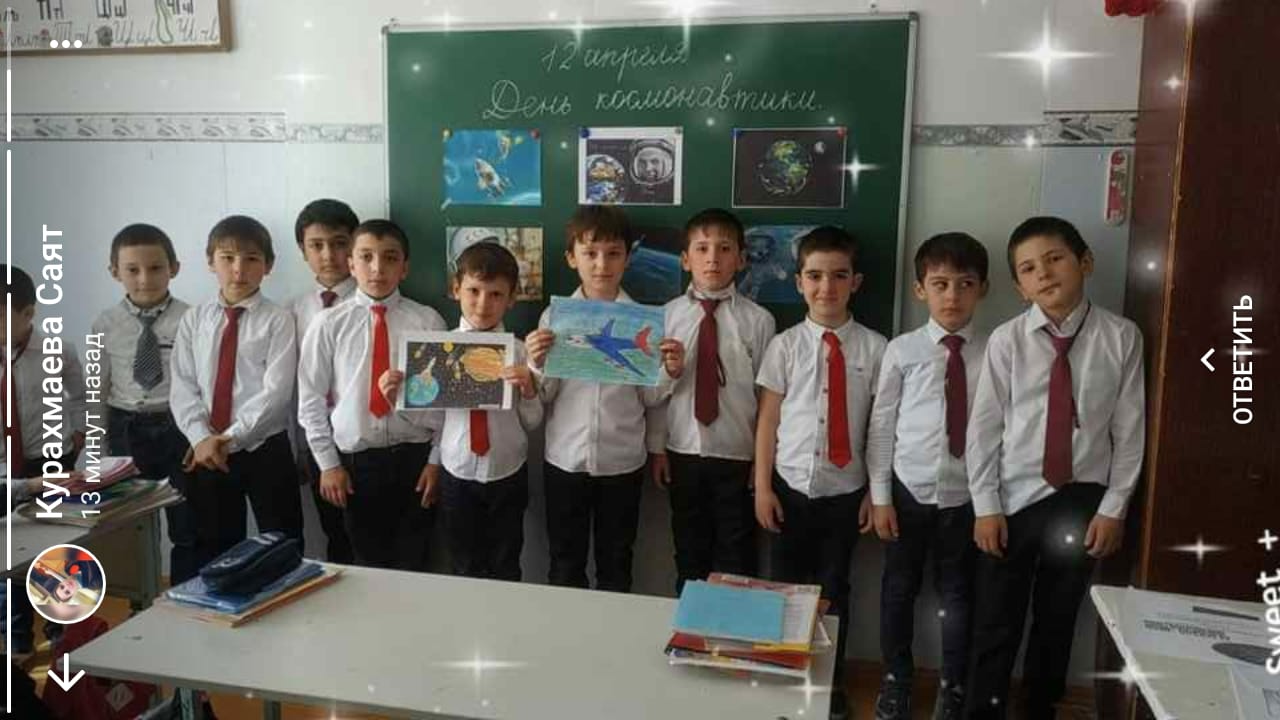 12 апреля
День космонавтики.
Курахмаева Саят
13 минут назад
ОТВЕТИТЬ
Sweet +